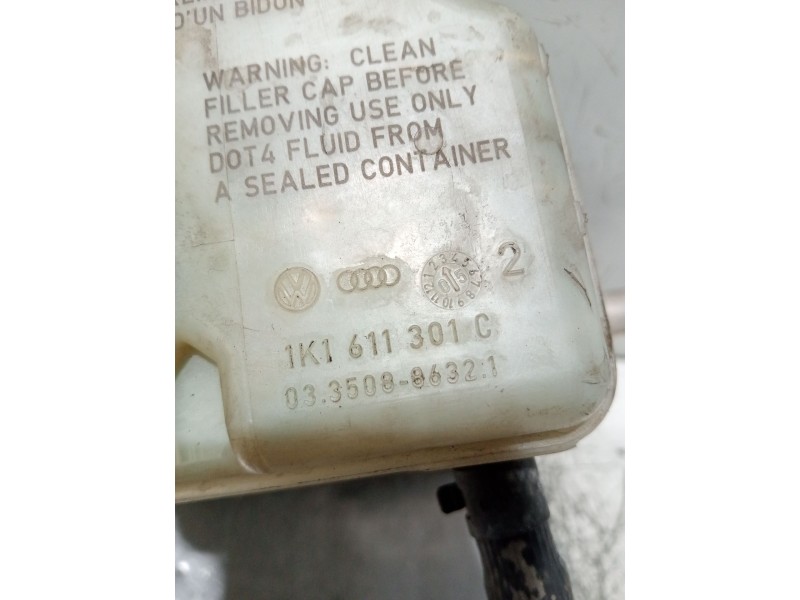 D'UN BIDON
WARNING: CLEAN
FILLER CAP BEFORE
REMOVING USE ONLY
DOT4 FLUID FROM
A SEALED CONTAINER
VW
2
1K1 611 301 C
03.3508-8632.1